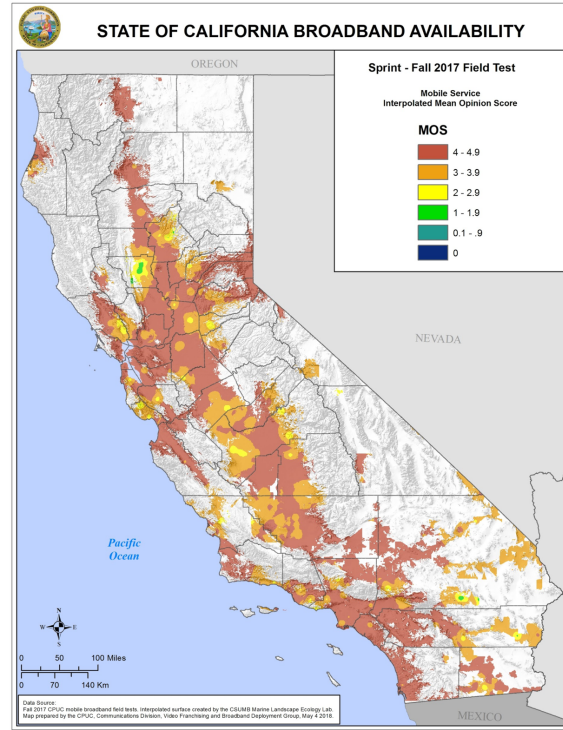 STATE OF CALIFORNIA BROADBAND AVAILABILITY
OREGON
Sprint - Fall 2017 Field Test
Mobile Service
Interpolated Mean Opinion Score
MOS
4 - 4.9
3 - 3.9
2 - 2.9
1 - 1.9
0.1 - .9
0
NEVADA
Pacific
Ocean
N
W E
S
0 50 100 Miles
0 70 140 Km
Data Source:
Fall 2017 CPUC mobile broadband field tests. Interpolated surface created by the CSUMB Marine Landscape Ecology Lab.
Map prepared by the CPUC, Communications Division, Video Franchising and Broadband Deployment Group, May 4 2018.
MEXICO